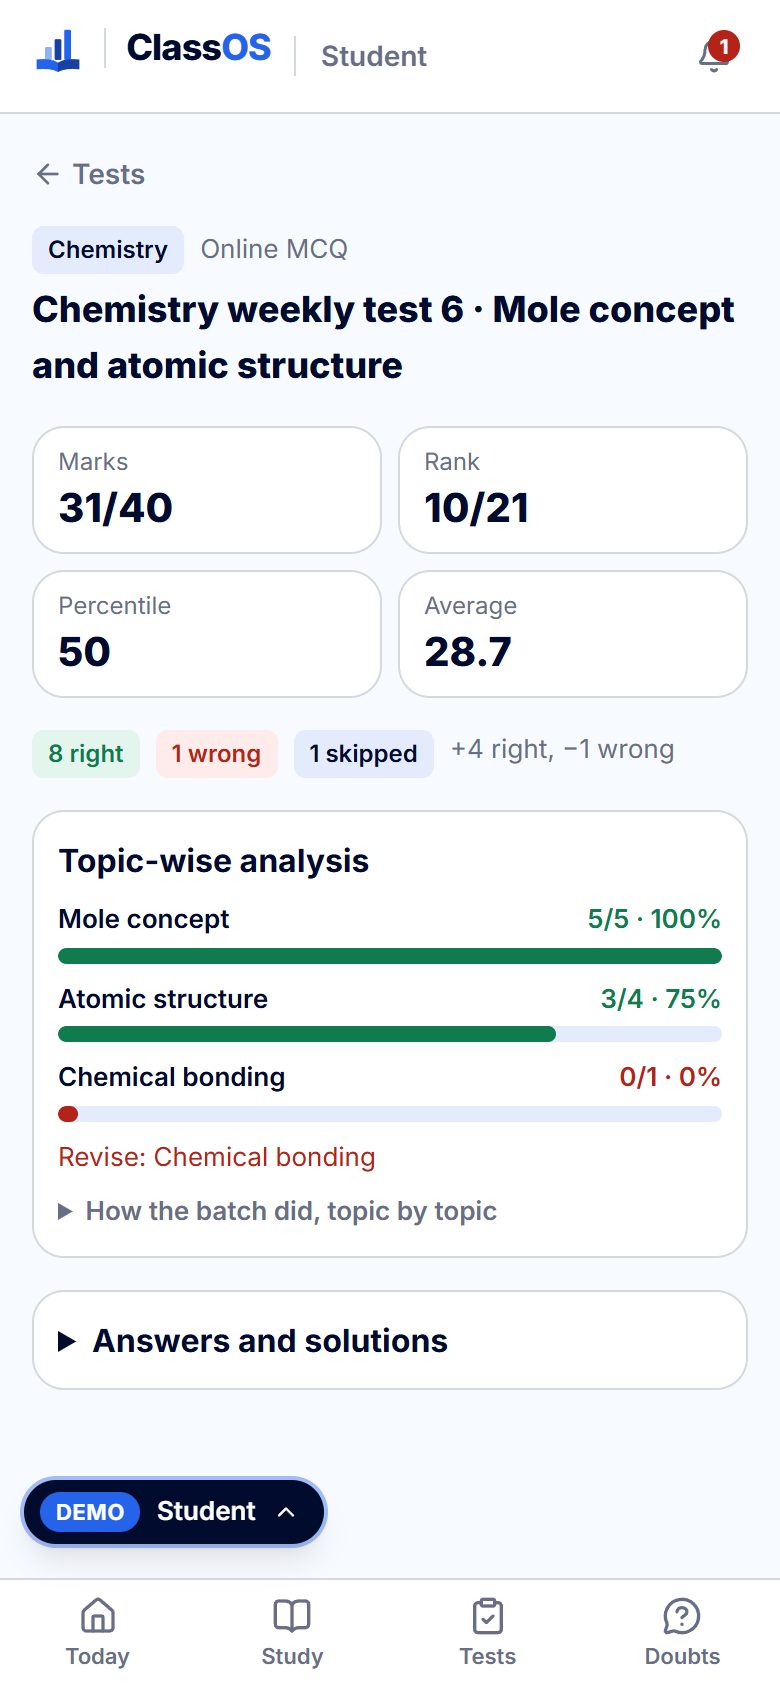 ClassOS
Student
1
← Tests
Chemistry Online MCQ
Chemistry weekly test 6 · Mole concept
and atomic structure
Marks
31/40
Rank
10/21
Percentile
50
Average
28.7
8 right 1 wrong 1 skipped +4 right, −1 wrong
Topic-wise analysis
Mole concept 5/5 · 100%
Atomic structure 3/4 · 75%
Chemical bonding 0/1 · 0%
Revise: Chemical bonding
▶ How the batch did, topic by topic
▶ Answers and solutions
DEMO Student
Today Study Tests Doubts